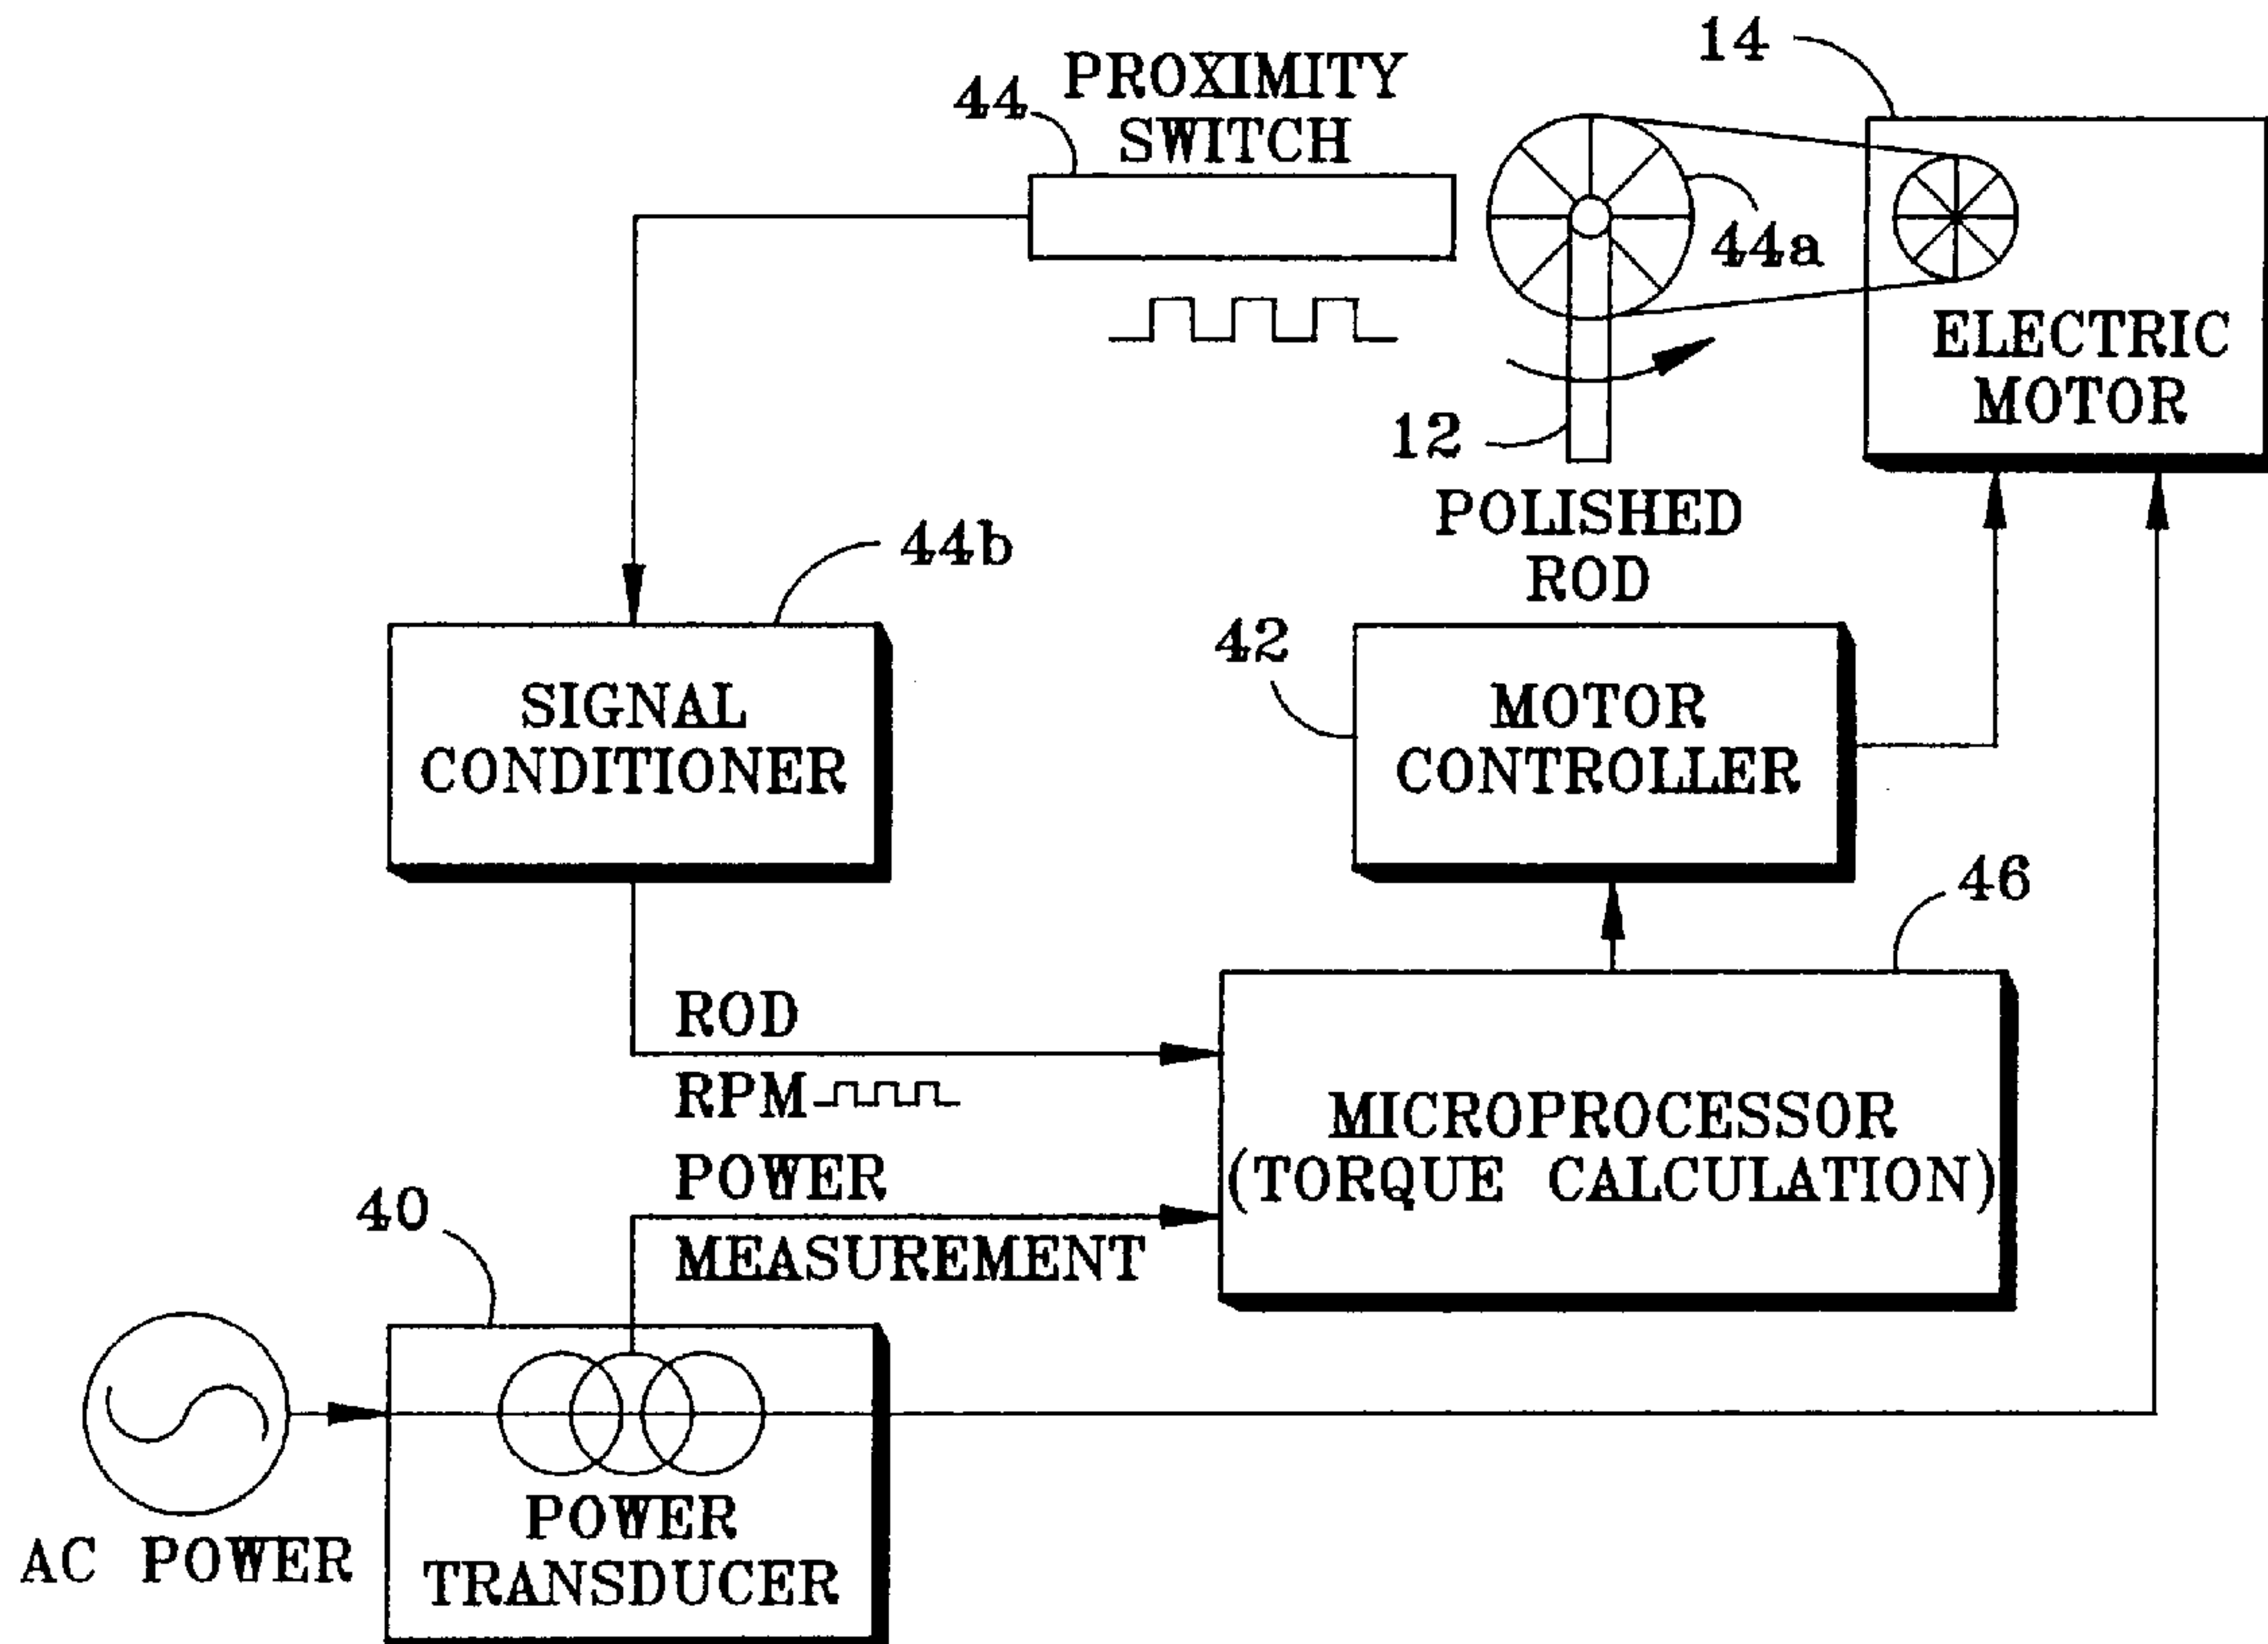 14
44
PROXIMITY
SWITCH
44a
ELECTRIC
MOTOR
12
POLISHED
ROD
44b
SIGNAL
CONDITIONER
42
MOTOR
CONTROLLER
46
ROD
RPM
MICROPROCESSOR
(TORQUE CALCULATION)
POWER
MEASUREMENT
40
AC POWER
POWER
TRANSDUCER